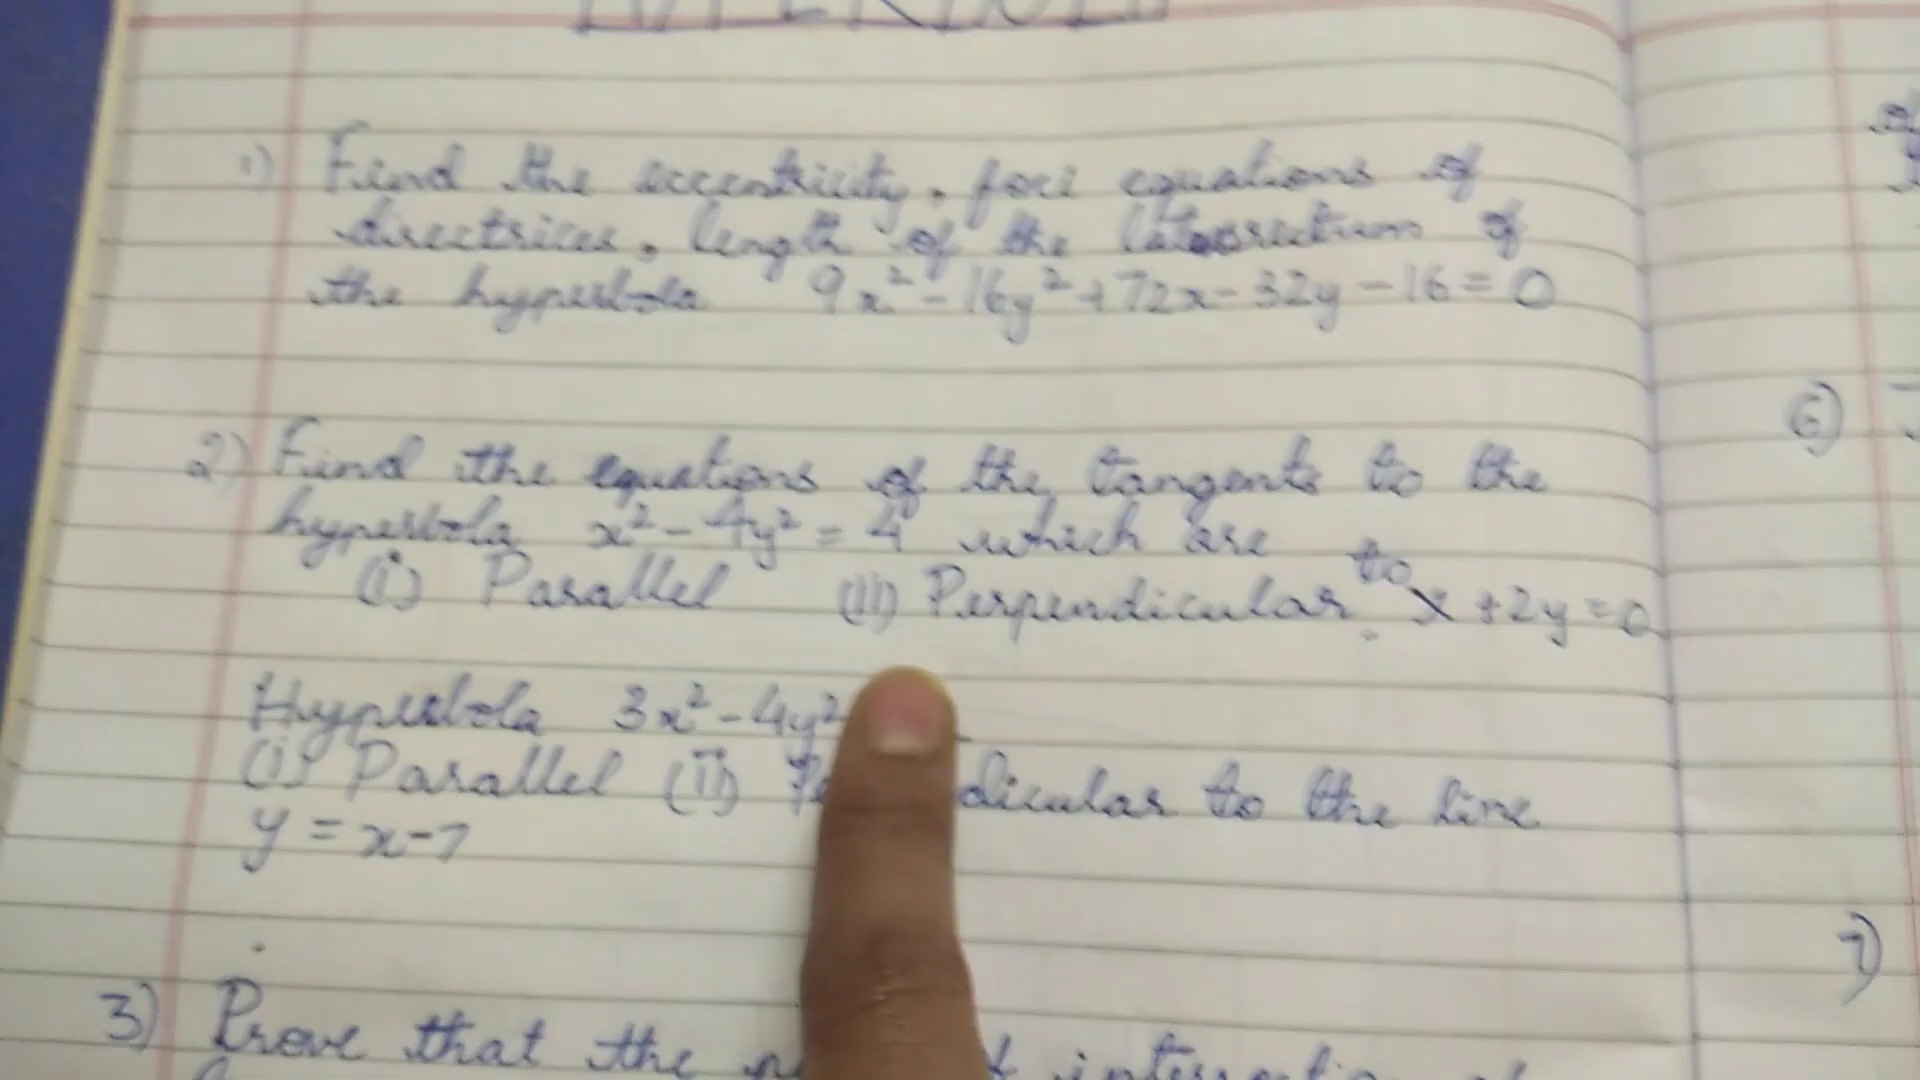 1) Find the eccentricity, foci equations of
directrices, length of the latusrectum of
the hyperbola 9x² - 16y² + 72x - 32y - 16 = 0
2) Find the equations of the tangents to the
hyperbola x² - 4y² = 4 which are
(i) Parallel (ii) Perpendicular to x + 2y = 0
Hyperbola 3x² - 4y²
(i) Parallel (ii) dicular to the line
y = x - 7
3) Prove that the of intersection of
6)
7)